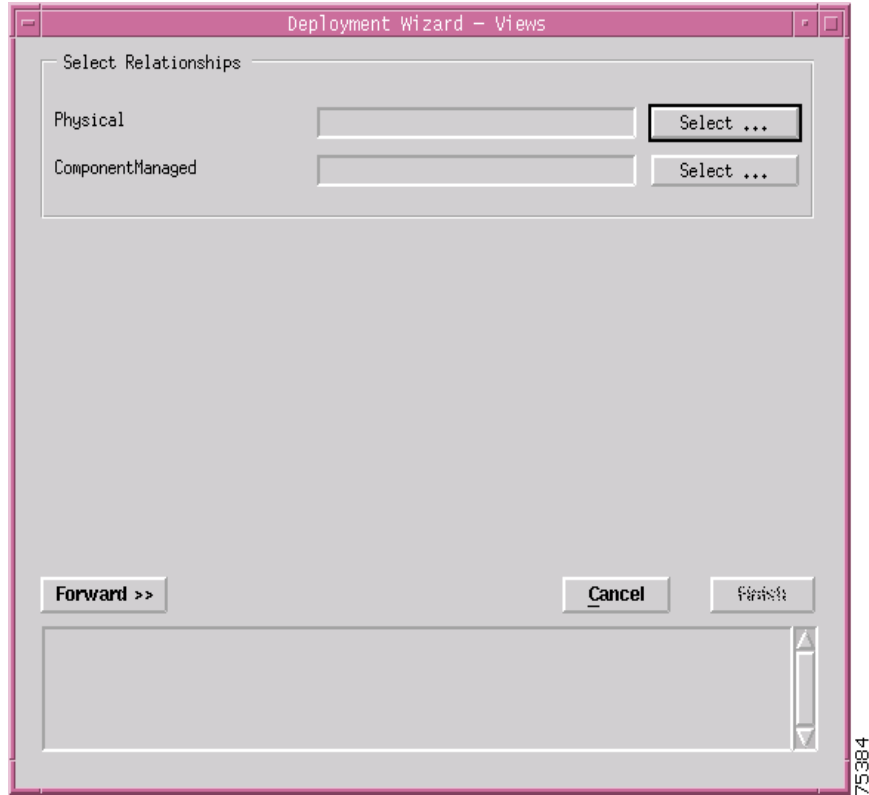 Deployment Wizard — Views
Select Relationships
Physical
Select ...
ComponentManaged
Select ...
Forward >>
Cancel
Finish
75384